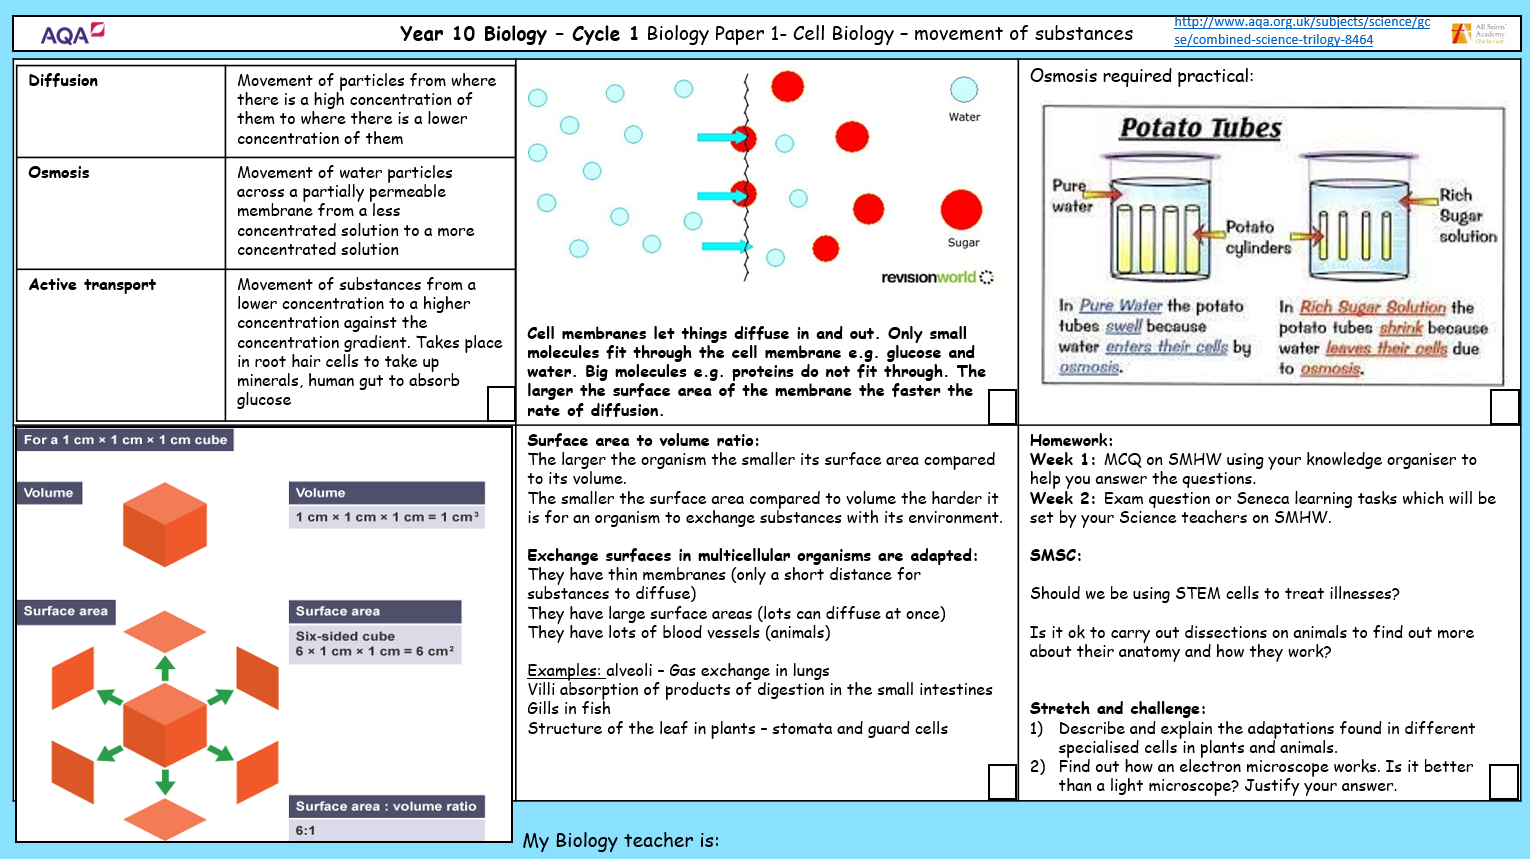 AQA
Year 10 Biology – Cycle 1 Biology Paper 1- Cell Biology – movement of substances
http://www.aqa.org.uk/subjects/science/gc
se/combined-science-trilogy-8464
All Saints'
Academy
Diffusion
Movement of particles from where
there is a high concentration of
them to where there is a lower
concentration of them
Osmosis
Movement of water particles
across a partially permeable
membrane from a less
concentrated solution to a more
concentrated solution
Active transport
Movement of substances from a
lower concentration to a higher
concentration against the
concentration gradient. Takes place
in root hair cells to take up
minerals, human gut to absorb
glucose
Water
Sugar
revisionworld
Cell membranes let things diffuse in and out. Only small
molecules fit through the cell membrane e.g. glucose and
water. Big molecules e.g. proteins do not fit through. The
larger the surface area of the membrane the faster the
rate of diffusion.
Osmosis required practical:
Potato Tubes
Pure
water
Potato
cylinders
Rich
Sugar
solution
In Pure Water the potato
tubes swell because
water enters their cells by
osmosis.
In Rich Sugar Solution the
potato tubes shrink because
water leaves their cells due
to osmosis.
For a 1 cm × 1 cm × 1 cm cube
Volume
Volume
1 cm × 1 cm × 1 cm = 1 cm³
Surface area
Surface area
Six-sided cube
6 × 1 cm × 1 cm = 6 cm²
Surface area : volume ratio
6:1
Surface area to volume ratio:
The larger the organism the smaller its surface area compared
to its volume.
The smaller the surface area compared to volume the harder it
is for an organism to exchange substances with its environment.
Exchange surfaces in multicellular organisms are adapted:
They have thin membranes (only a short distance for
substances to diffuse)
They have large surface areas (lots can diffuse at once)
They have lots of blood vessels (animals)
Examples: alveoli – Gas exchange in lungs
Villi absorption of products of digestion in the small intestines
Gills in fish
Structure of the leaf in plants – stomata and guard cells
Homework:
Week 1: MCQ on SMHW using your knowledge organiser to
help you answer the questions.
Week 2: Exam question or Seneca learning tasks which will be
set by your Science teachers on SMHW.
SMSC:
Should we be using STEM cells to treat illnesses?
Is it ok to carry out dissections on animals to find out more
about their anatomy and how they work?
Stretch and challenge:
1) Describe and explain the adaptations found in different
specialised cells in plants and animals.
2) Find out how an electron microscope works. Is it better
than a light microscope? Justify your answer.
My Biology teacher is: